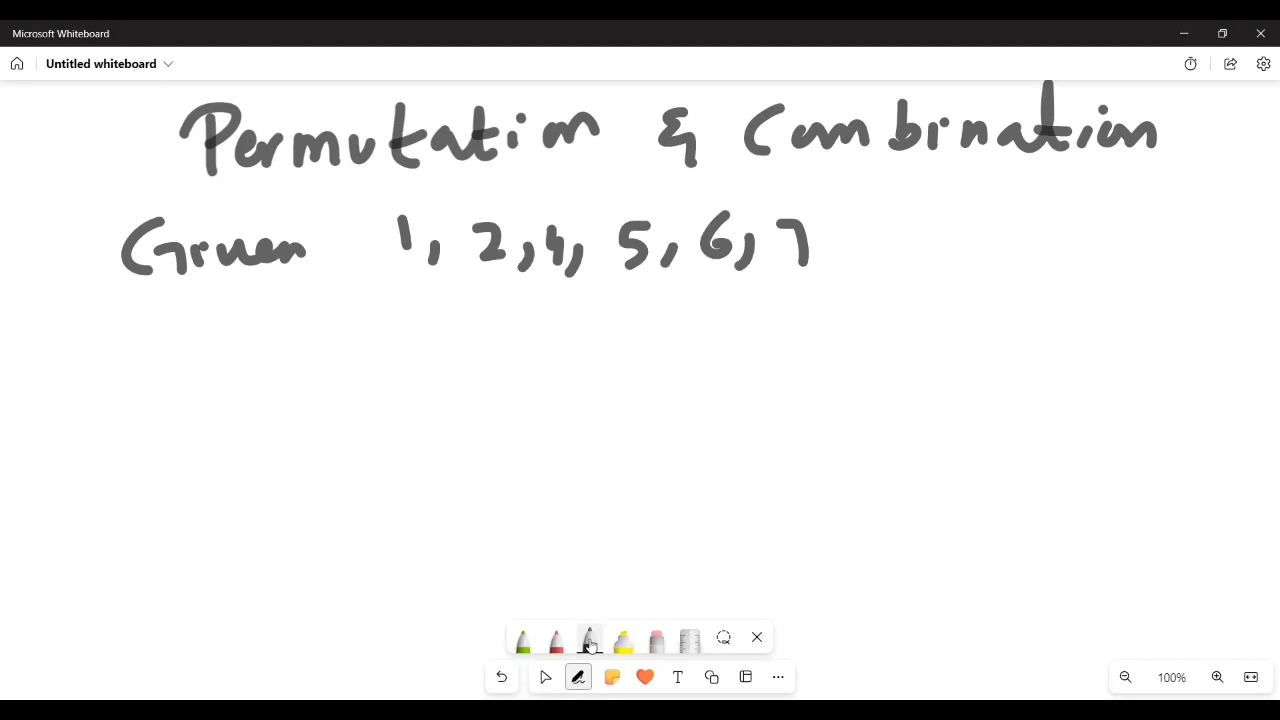 Microsoft Whiteboard
Untitled whiteboard
Permutation & Combination
Given 1, 2, 4, 5, 6, 7
100%